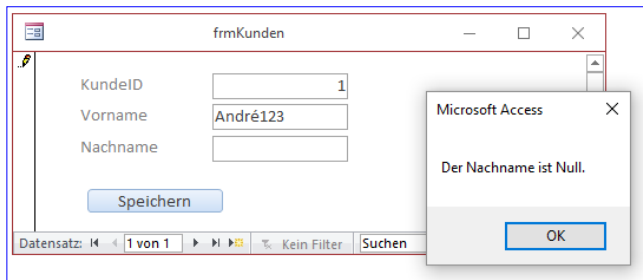 frmKunden
KundeID 1
Vorname André123
Nachname
Speichern
Datensatz: 1 von 1 Kein Filter Suchen
Microsoft Access
Der Nachname ist Null.
OK